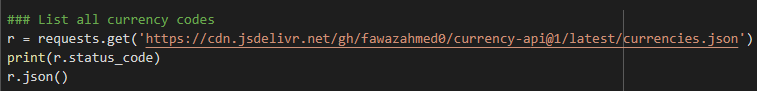 ### List all currency codes
r = requests.get('https://cdn.jsdelivr.net/gh/fawazahmed0/currency-api@1/latest/currencies.json')
print(r.status_code)
r.json()